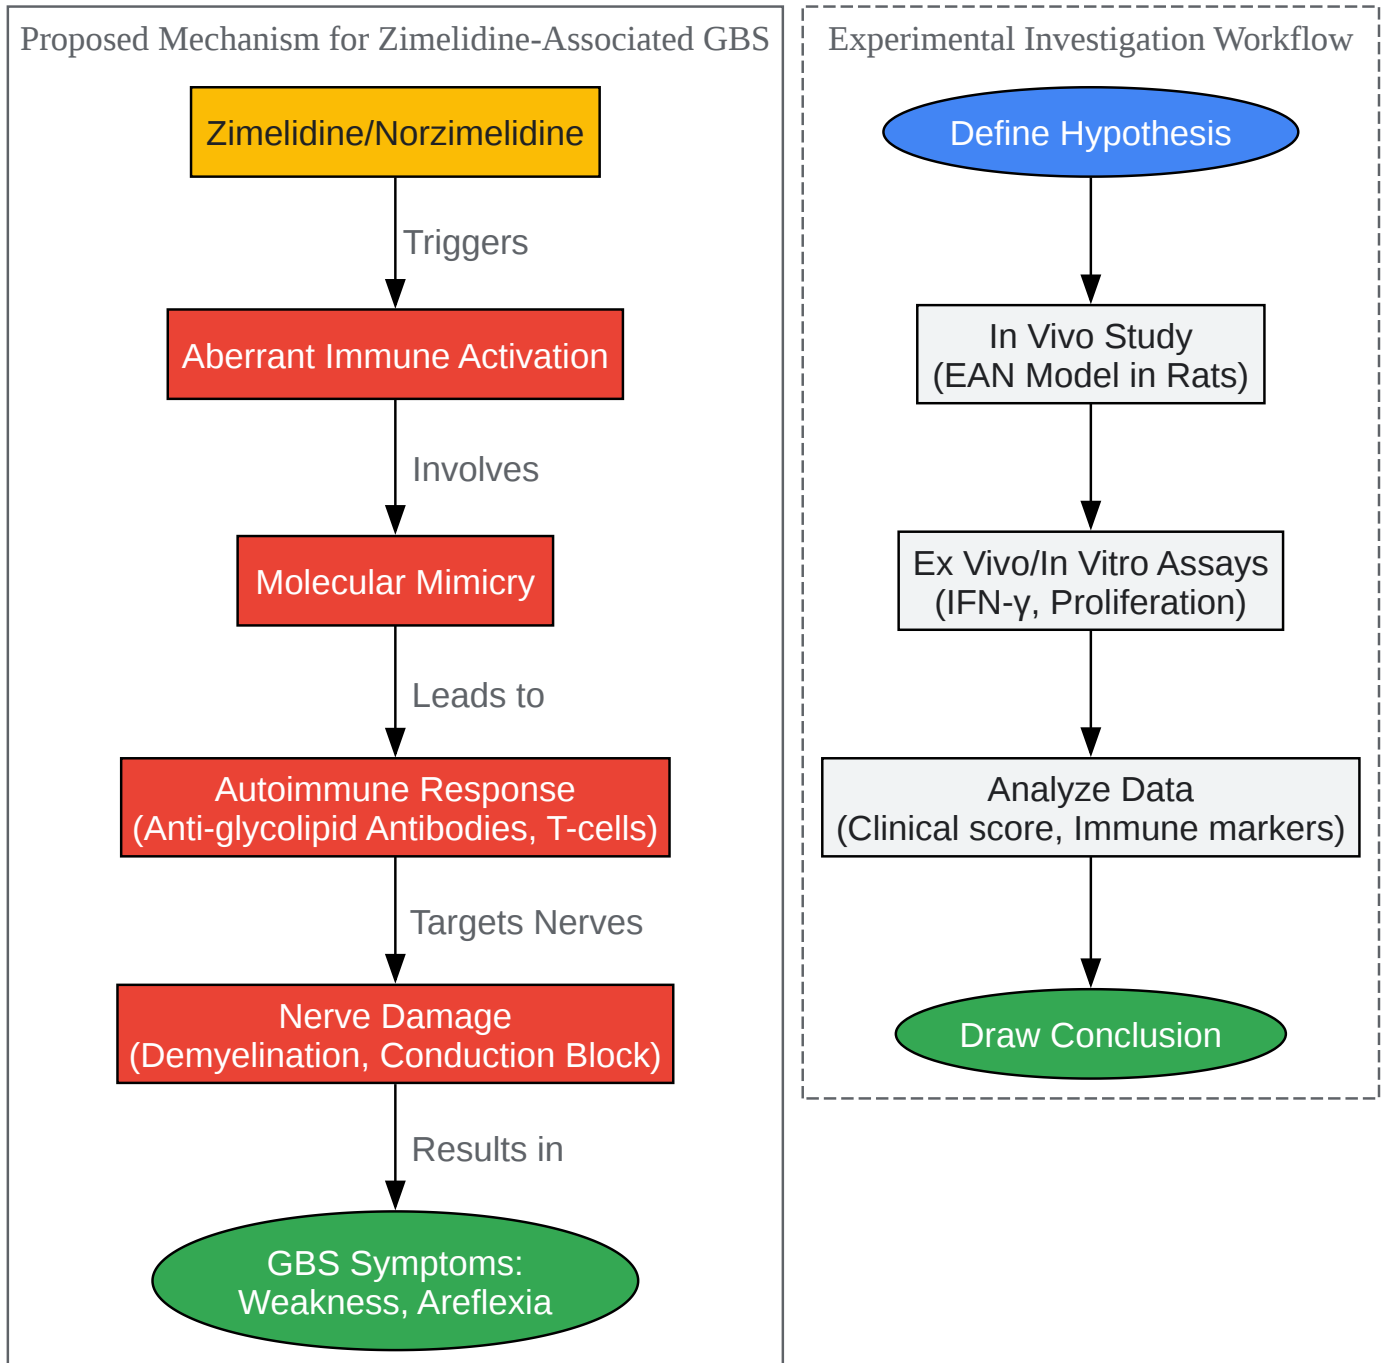 Proposed Mechanism for Zimelidine-Associated GBS
Zimelidine/Norzimelidine
Triggers
Aberrant Immune Activation
Involves
Molecular Mimicry
Leads to
Autoimmune Response
(Anti-glycolipid Antibodies, T-cells)
Targets Nerves
Nerve Damage
(Demyelination, Conduction Block)
Results in
GBS Symptoms:
Weakness, Areflexia
Experimental Investigation Workflow
Define Hypothesis
In Vivo Study
(EAN Model in Rats)
Ex Vivo/In Vitro Assays
(IFN-γ, Proliferation)
Analyze Data
(Clinical score, Immune markers)
Draw Conclusion